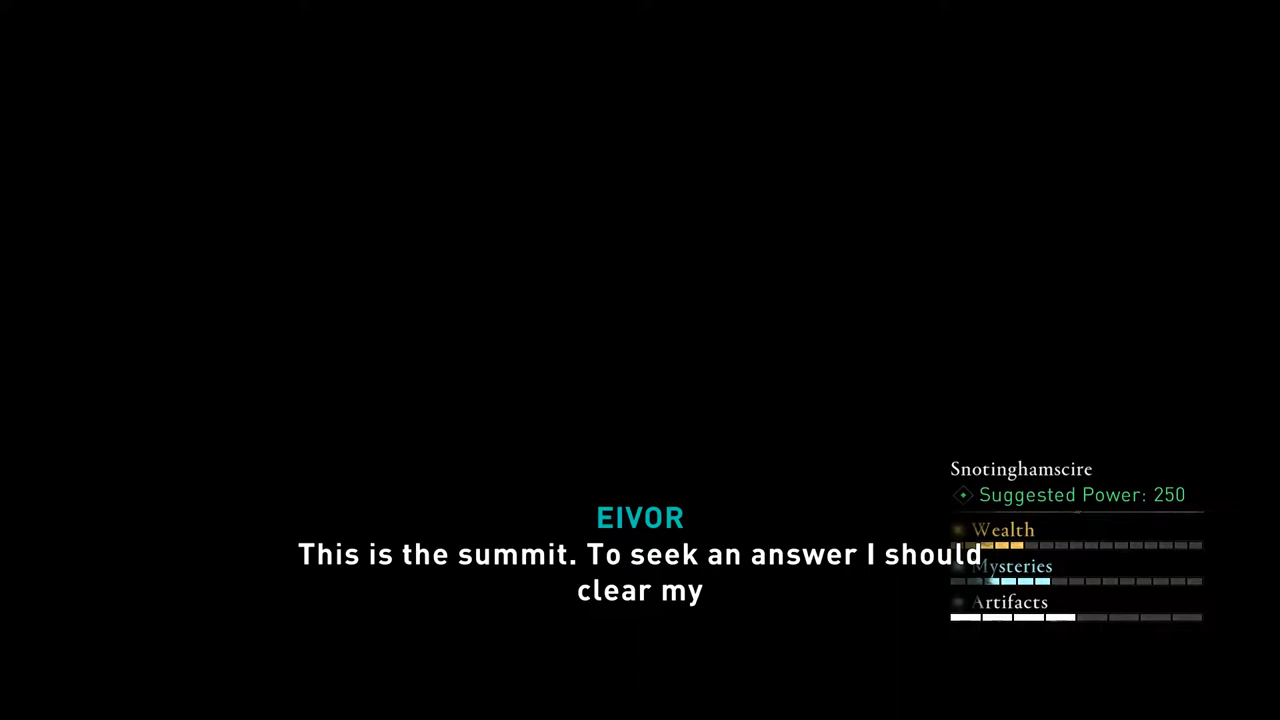 Snotinghamscire
Suggested Power: 250
Wealth
Mysteries
Artifacts
EIVOR
This is the summit. To seek an answer I should
clear my